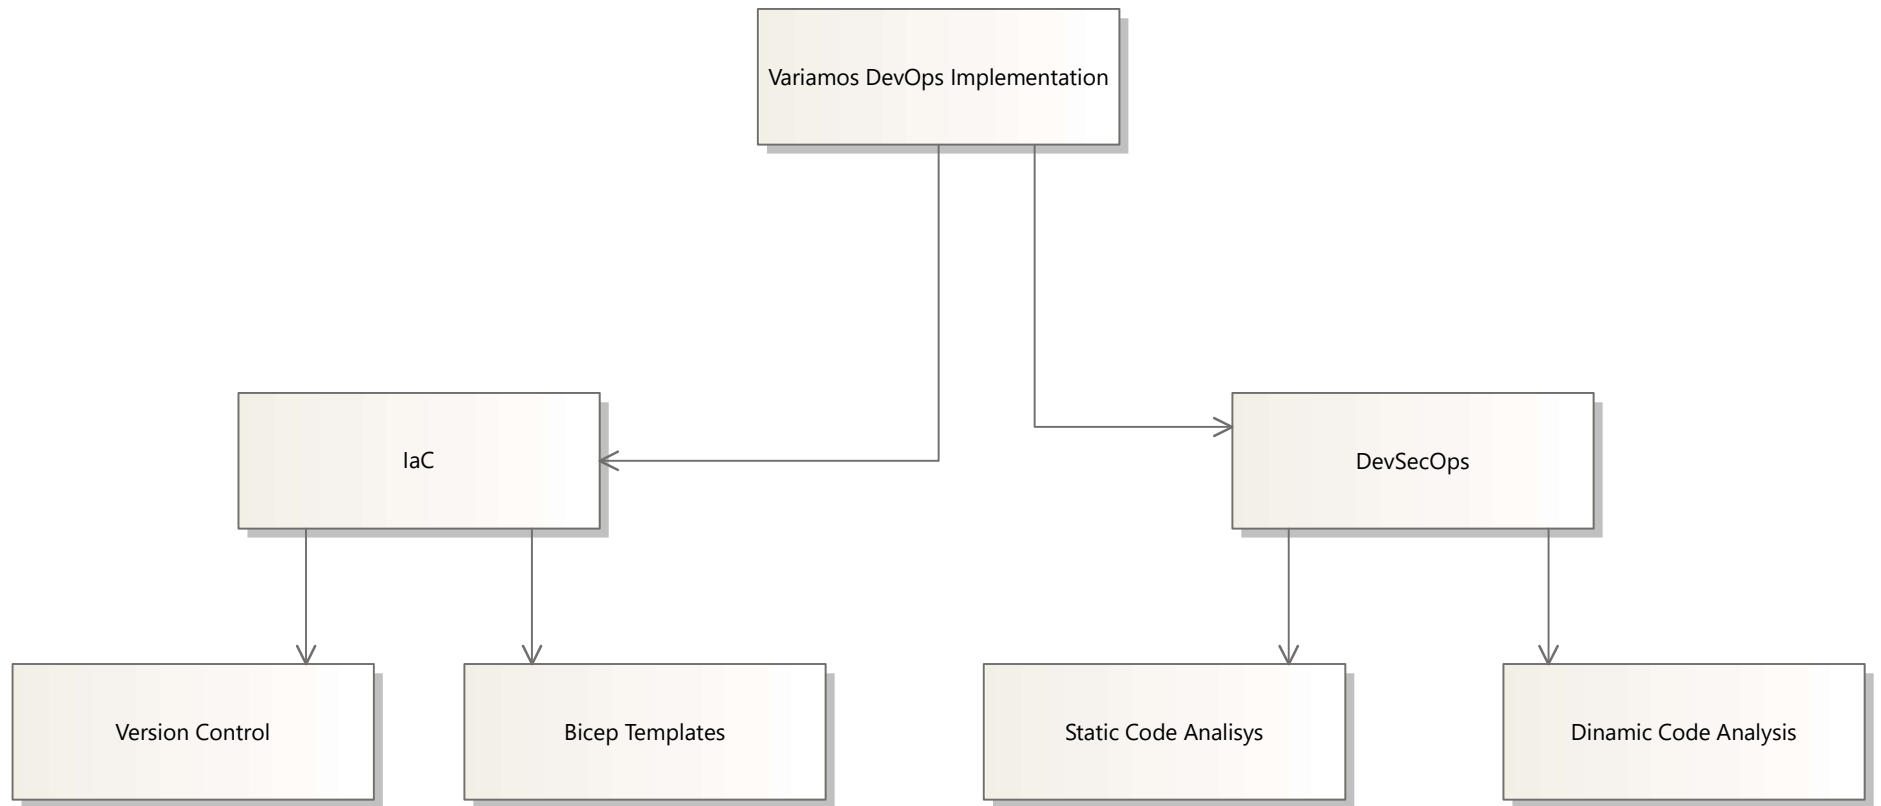 Variamos DevOps Implementation
IaC
DevSecOps
Version Control
Bicep Templates
Static Code Analisys
Dinamic Code Analysis